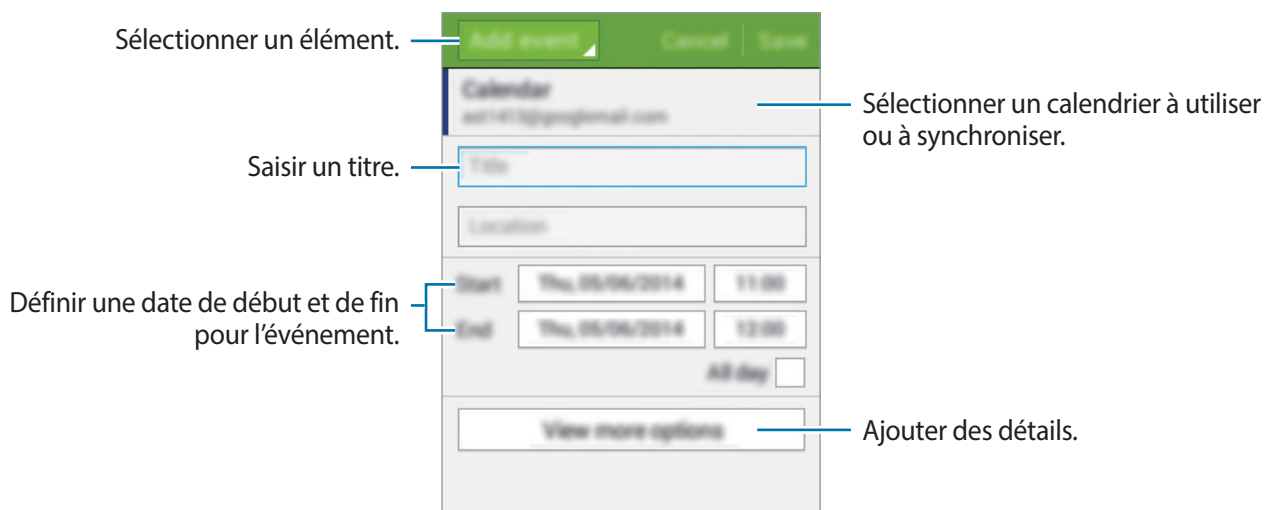 Sélectionner un élément.
Add event
Cancel
Save
Calendar
Sélectionner un calendrier à utiliser
ou à synchroniser.
Saisir un titre.
Title
Location
Définir une date de début et de fin
pour l'événement.
Start
Thu, 05/06/2014
11:00
End
Thu, 05/06/2014
12:00
All day
View more options
Ajouter des détails.